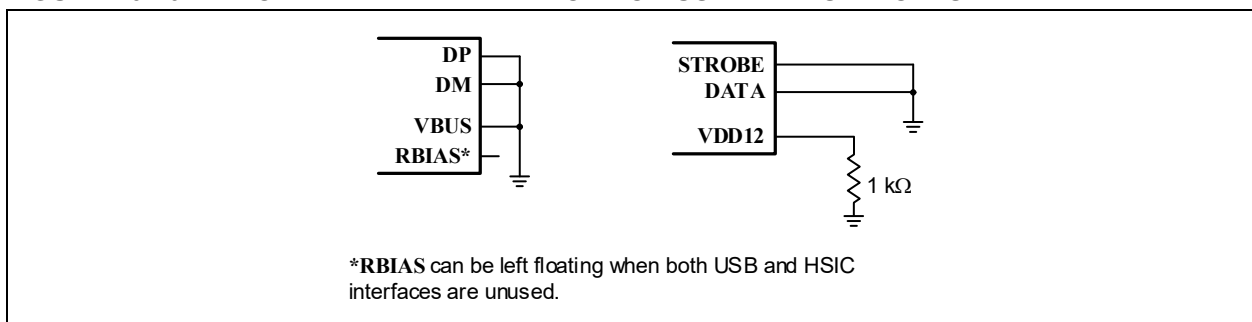 DP
DM
VBUS
RBIAS*
STROBE
DATA
VDD12
1 kΩ
*RBIAS can be left floating when both USB and HSIC
interfaces are unused.